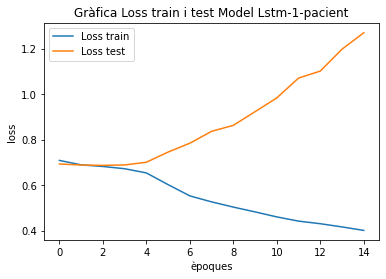 Gràfica Loss train i test Model Lstm-1-pacient
Loss train
Loss test
loss
1.2
1.0
0.8
0.6
0.4
0 2 4 6 8 10 12 14
èpoques